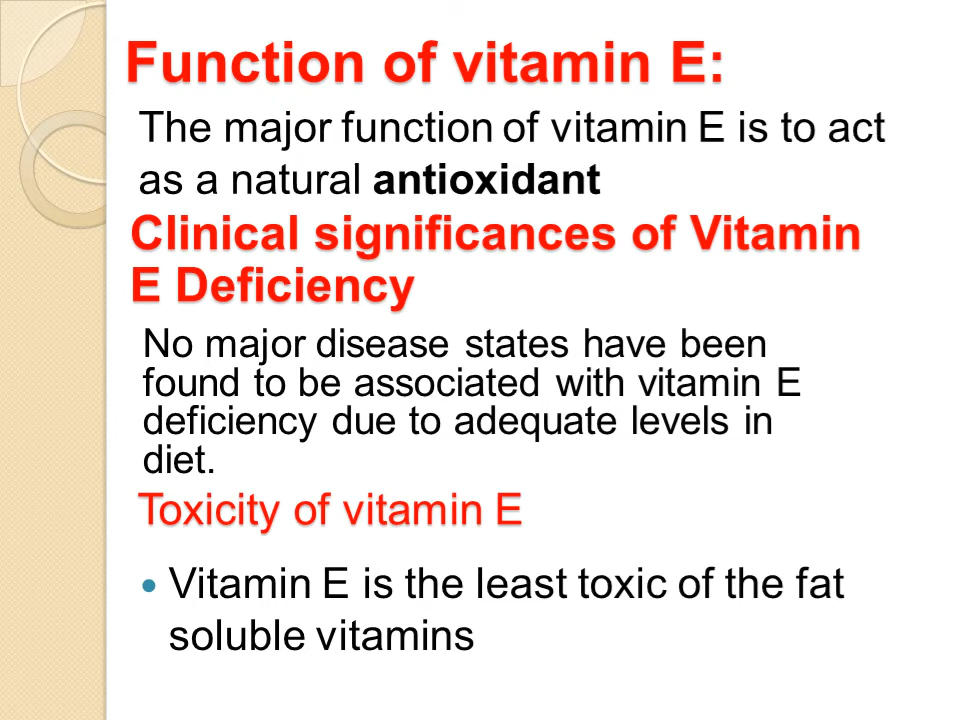 Function of vitamin E:
The major function of vitamin E is to act
as a natural antioxidant
Clinical significances of Vitamin
E Deficiency
No major disease states have been
found to be associated with vitamin E
deficiency due to adequate levels in
diet.
Toxicity of vitamin E
• Vitamin E is the least toxic of the fat
soluble vitamins